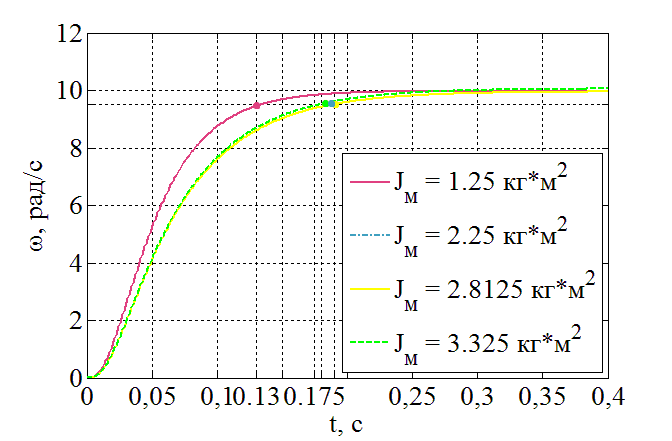 12
10
8
6
4
2
0
ω, рад/с
Jм = 1.25 кг*м2
Jм = 2.25 кг*м2
Jм = 2.8125 кг*м2
Jм = 3.325 кг*м2
0 0,05 0,10.13 0.175 0,25 0,3 0,35 0,4
t, с